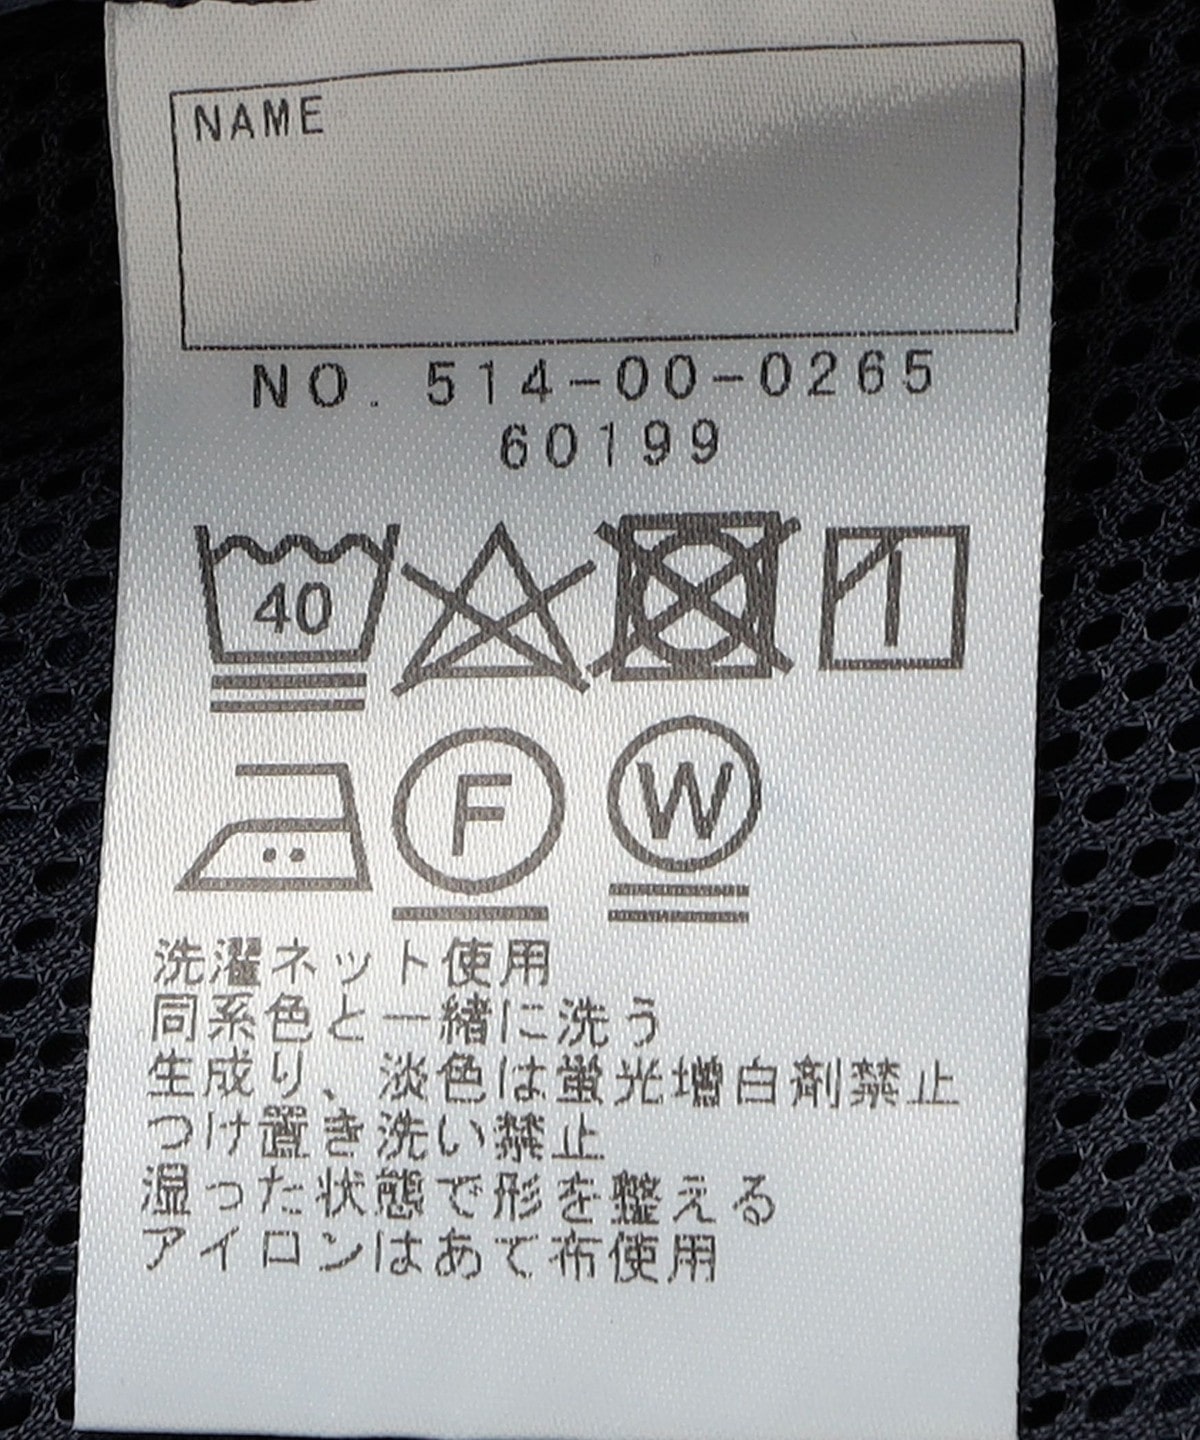 NAME
NO. 514-00-0265
60199
40
F
W
洗濯ネット使用
同系色と一緒に洗う
生成り、淡色は蛍光増白剤禁止
つけ置き洗い禁止
湿った状態で形を整える
アイロンはあて布使用